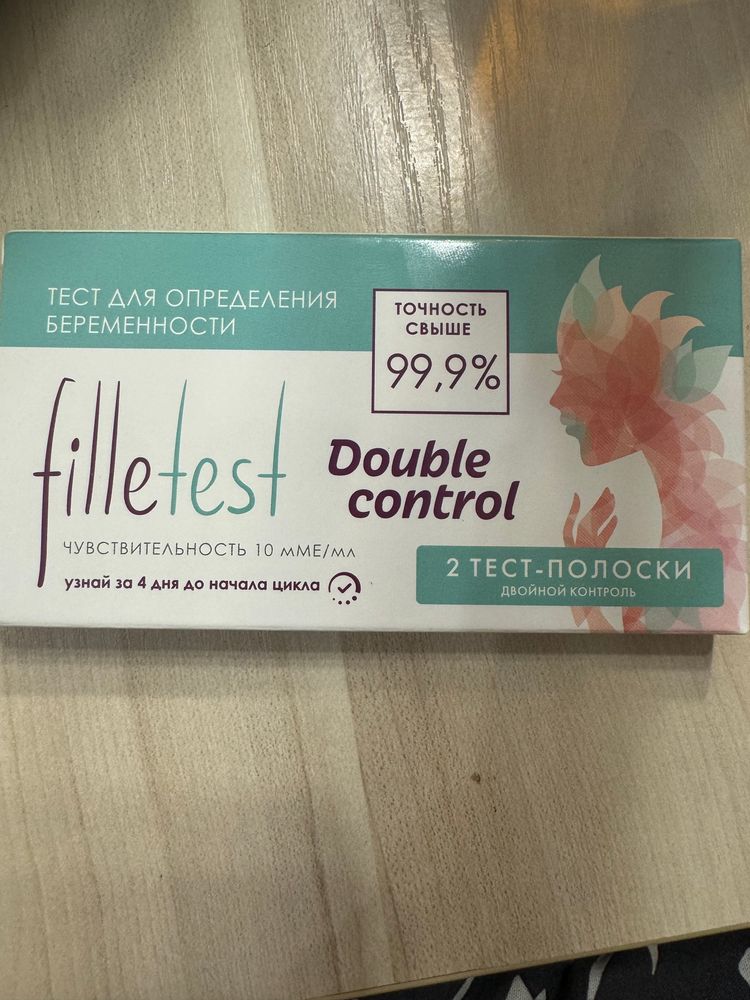 ТЕСТ ДЛЯ ОПРЕДЕЛЕНИЯ
БЕРЕМЕННОСТИ
ТОЧНОСТЬ
СВЫШЕ
99,9%
filletest
Double
control
ЧУВСТВИТЕЛЬНОСТЬ 10 мМЕ/мл
узнай за 4 дня до начала цикла
2 ТЕСТ-ПОЛОСКИ
ДВОЙНОЙ КОНТРОЛЬ